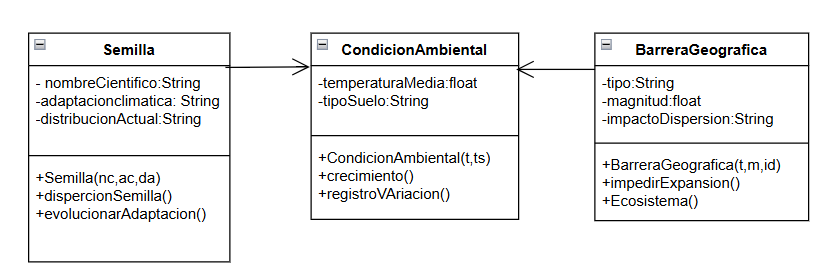 Semilla
- nombreCientifico:String
-adaptacionclimatica: String
-distribucionActual:String
+Semilla(nc,ac,da)
+dispercionSemilla()
+evolucionarAdaptacion()
CondicionAmbiental
-temperaturaMedia:float
-tipoSuelo:String
+CondicionAmbiental(t,ts)
+crecimiento()
+registroVAriacion()
BarreraGeografica
-tipo:String
-magnitud:float
-impactoDispersion:String
+BarreraGeografica(t,m,id)
+impedirExpansion()
+Ecosistema()